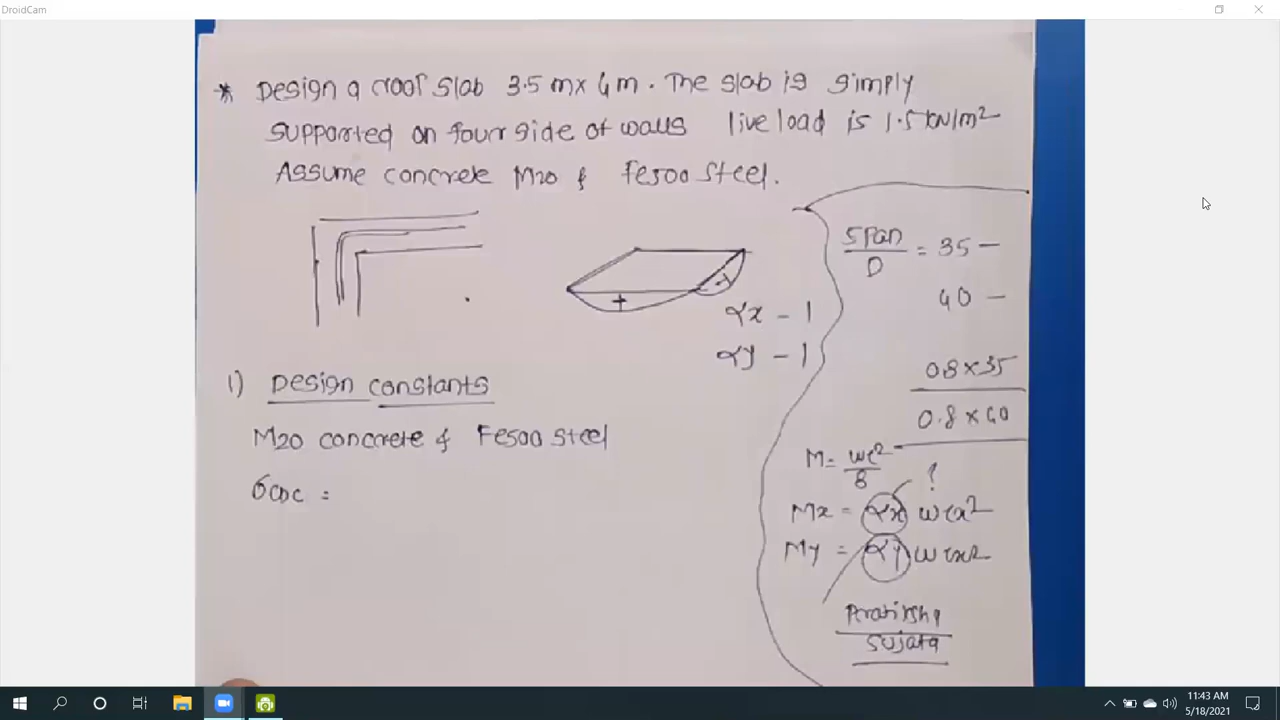 DroidCam
* Design a roof slab 3.5 m x 4 m. The slab is simply
supported on four side of walls live load is 1.5 kN/m2
Assume concrete M20 & Fe500 steel.
span/D = 35 —
40 —
0.8 x 35
0.8 x 40
+
+
αx - 1
αy - 1
1) Design constants
M20 concrete & Fe500 steel
σcbc =
M = wl2/8
?
Mx = αx wlx2
My = αy wlx2
Sujata
11:43 AM
5/18/2021